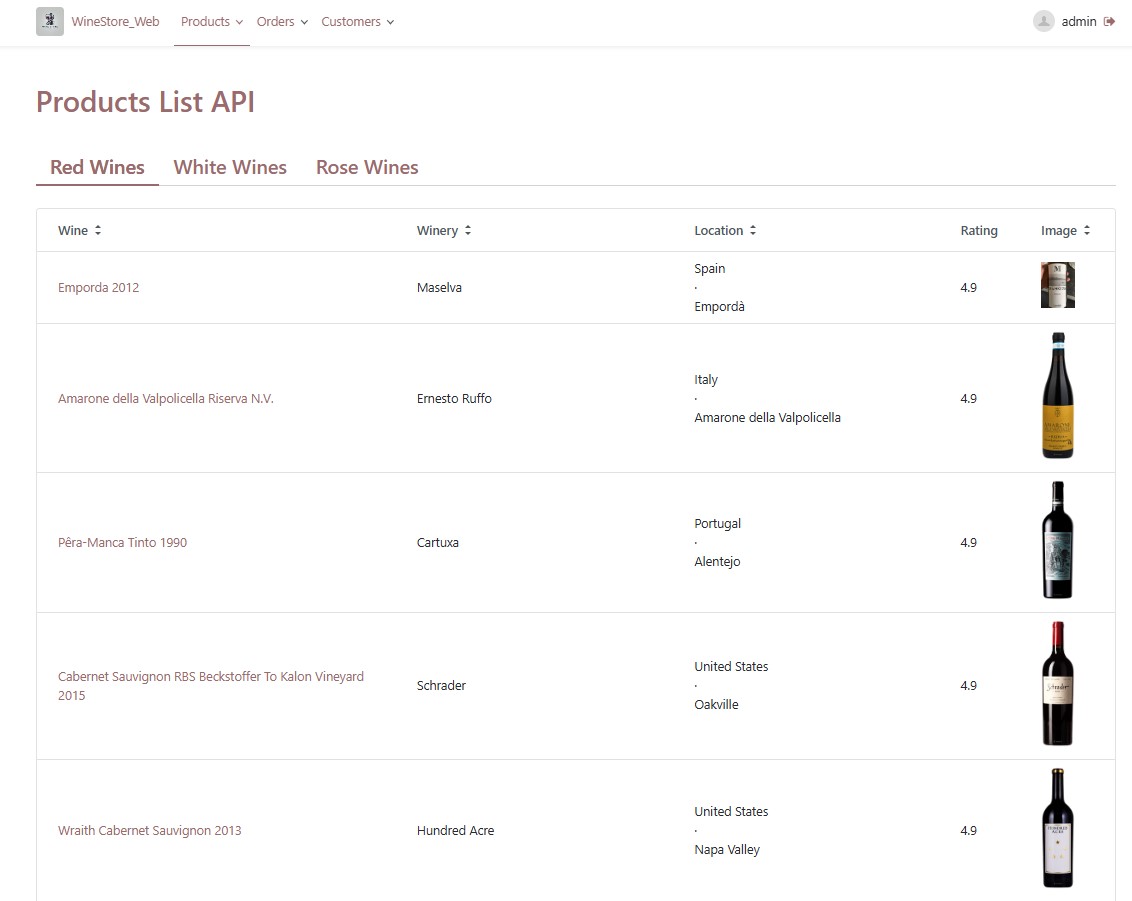 WineStore_Web Products Orders Customers admin
Products List API
Red Wines White Wines Rose Wines
Wine Winery Location Rating Image
Emporda 2012 Maselva Spain
·
Empordà 4.9
Amarone della Valpolicella Riserva N.V. Ernesto Ruffo Italy
·
Amarone della Valpolicella 4.9
Pêra-Manca Tinto 1990 Cartuxa Portugal
·
Alentejo 4.9
Cabernet Sauvignon RBS Beckstoffer To Kalon Vineyard
2015 Schrader United States
·
Oakville 4.9
Schrader
Wraith Cabernet Sauvignon 2013 Hundred Acre United States
·
Napa Valley 4.9
HUNDRED
ACRE